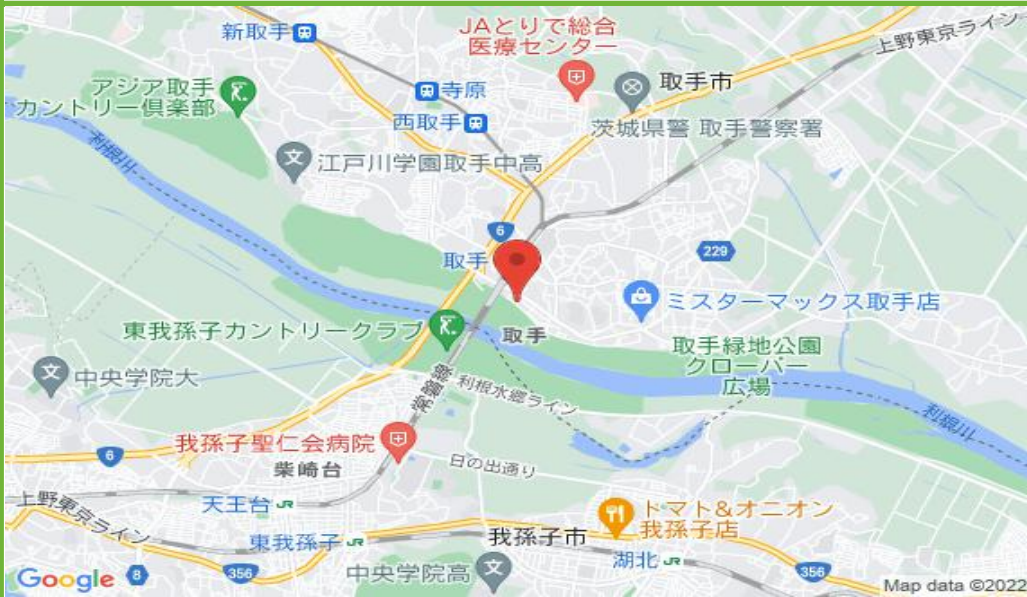 新取手
JAとりで総合
医療センター
上野東京ライン
アジア取手
カントリー倶楽部
寺原
取手市
西取手
茨城県警 取手警察署
利根川
江戸川学園取手中高
6
取手
229
ミスターマックス取手店
東我孫子カントリークラブ
取手
取手緑地公園
クローバー
広場
中央学院大
常磐線
利根水郷ライン
利根川
我孫子聖仁会病院
6
柴崎台
日の出通り
天王台 JR
上野東京ライン
トマト&オニオン
我孫子店
東我孫子 JR
我孫子市
湖北 JR
356
中央学院高
356
Google
8
Map data ©2022